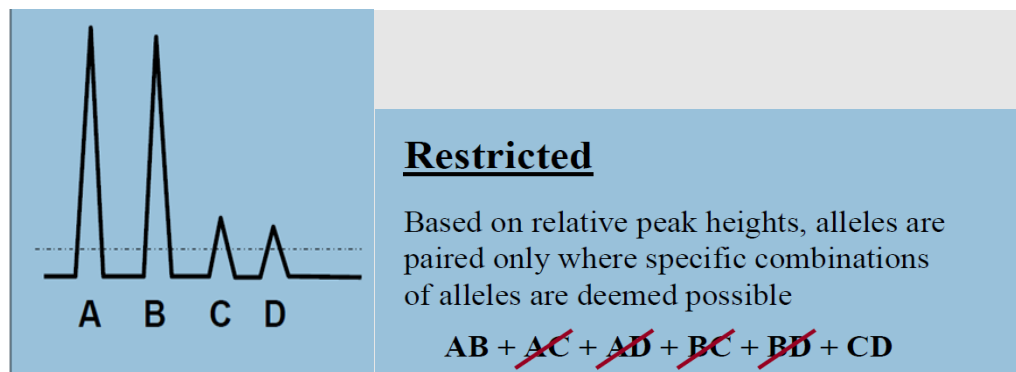 A B C D
Restricted
Based on relative peak heights, alleles are
paired only where specific combinations
of alleles are deemed possible
AB + AC + AD + BC + BD + CD